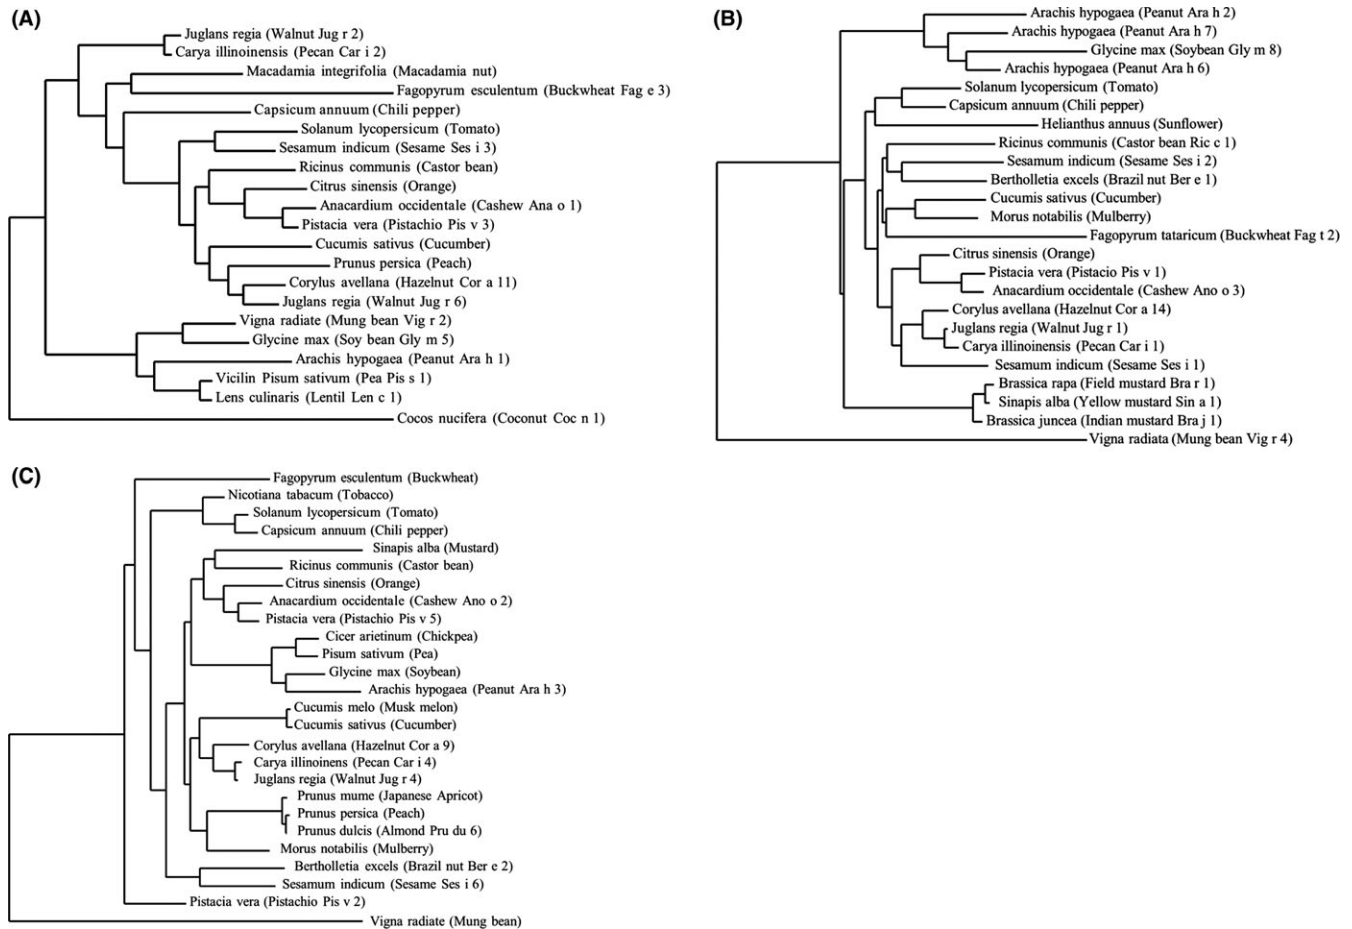 (A)
Juglans regia (Walnut Jug r 2)
Carya illinoinensis (Pecan Car i 2)
Macadamia integrifolia (Macadamia nut)
Fagopyrum esculentum (Buckwheat Fag e 3)
Capsicum annuum (Chili pepper)
Solanum lycopersicum (Tomato)
Sesamum indicum (Sesame Ses i 3)
Ricinus communis (Castor bean)
Citrus sinensis (Orange)
Anacardium occidentale (Cashew Ana o 1)
Pistacia vera (Pistachio Pis v 3)
Cucumis sativus (Cucumber)
Prunus persica (Peach)
Corylus avellana (Hazelnut Cor a 11)
Juglans regia (Walnut Jug r 6)
Vigna radiate (Mung bean Vig r 2)
Glycine max (Soy bean Gly m 5)
Arachis hypogaea (Peanut Ara h 1)
Vicilin Pisum sativum (Pea Pis s 1)
Lens culinaris (Lentil Len c 1)
Cocos nucifera (Coconut Coc n 1)
(B)
Arachis hypogaea (Peanut Ara h 2)
Arachis hypogaea (Peanut Ara h 7)
Glycine max (Soybean Gly m 8)
Arachis hypogaea (Peanut Ara h 6)
Solanum lycopersicum (Tomato)
Capsicum annuum (Chili pepper)
Helianthus annuus (Sunflower)
Ricinus communis (Castor bean Ric c 1)
Sesamum indicum (Sesame Ses i 2)
Bertholletia excels (Brazil nut Ber e 1)
Cucumis sativus (Cucumber)
Morus notabilis (Mulberry)
Fagopyrum tataricum (Buckwheat Fag t 2)
Citrus sinensis (Orange)
Pistacia vera (Pistacio Pis v 1)
Anacardium occidentale (Cashew Ano o 3)
Corylus avellana (Hazelnut Cor a 14)
Juglans regia (Walnut Jug r 1)
Carya illinoinensis (Pecan Car i 1)
Sesamum indicum (Sesame Ses i 1)
Brassica rapa (Field mustard Bra r 1)
Sinapis alba (Yellow mustard Sin a 1)
Brassica juncea (Indian mustard Bra j 1)
Vigna radiata (Mung bean Vig r 4)
(C)
Fagopyrum esculentum (Buckwheat)
Nicotiana tabacum (Tobacco)
Solanum lycopersicum (Tomato)
Capsicum annuum (Chili pepper)
Sinapis alba (Mustard)
Ricinus communis (Castor bean)
Citrus sinensis (Orange)
Anacardium occidentale (Cashew Ano o 2)
Pistacia vera (Pistachio Pis v 5)
Cicer arietinum (Chickpea)
Pisum sativum (Pea)
Glycine max (Soybean)
Arachis hypogaea (Peanut Ara h 3)
Cucumis melo (Musk melon)
Cucumis sativus (Cucumber)
Corylus avellana (Hazelnut Cor a 9)
Carya illinoinens (Pecan Car i 4)
Juglans regia (Walnut Jug r 4)
Prunus mume (Japanese Apricot)
Prunus persica (Peach)
Prunus dulcis (Almond Pru du 6)
Morus notabilis (Mulberry)
Bertholletia excels (Brazil nut Ber e 2)
Sesamum indicum (Sesame Ses i 6)
Pistacia vera (Pistachio Pis v 2)
Vigna radiate (Mung bean)